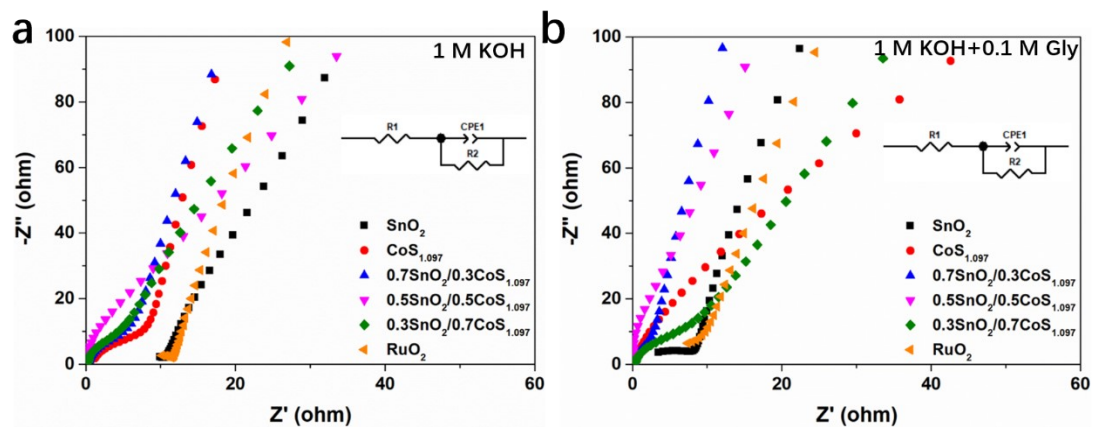 a
1 M KOH
-Z'' (ohm)
100
80
60
40
20
0
R1
CPE1
R2
SnO2
CoS1.097
0.7SnO2/0.3CoS1.097
0.5SnO2/0.5CoS1.097
0.3SnO2/0.7CoS1.097
RuO2
0 20 40 60
Z' (ohm)
b
1 M KOH+0.1 M Gly
-Z'' (ohm)
100
80
60
40
20
0
R1
CPE1
R2
SnO2
CoS1.097
0.7SnO2/0.3CoS1.097
0.5SnO2/0.5CoS1.097
0.3SnO2/0.7CoS1.097
RuO2
0 20 40 60
Z' (ohm)